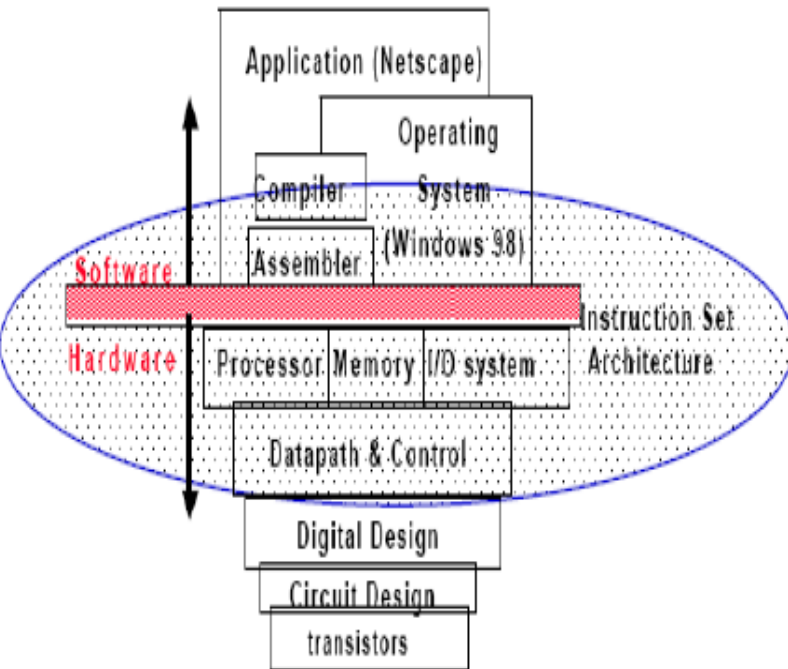 Application (Netscape)
Operating
System
(Windows 98)
Compiler
Assembler
Software
Instruction Set
Architecture
Hardware
Processor
Memory
I/O system
Datapath & Control
Digital Design
Circuit Design
transistors